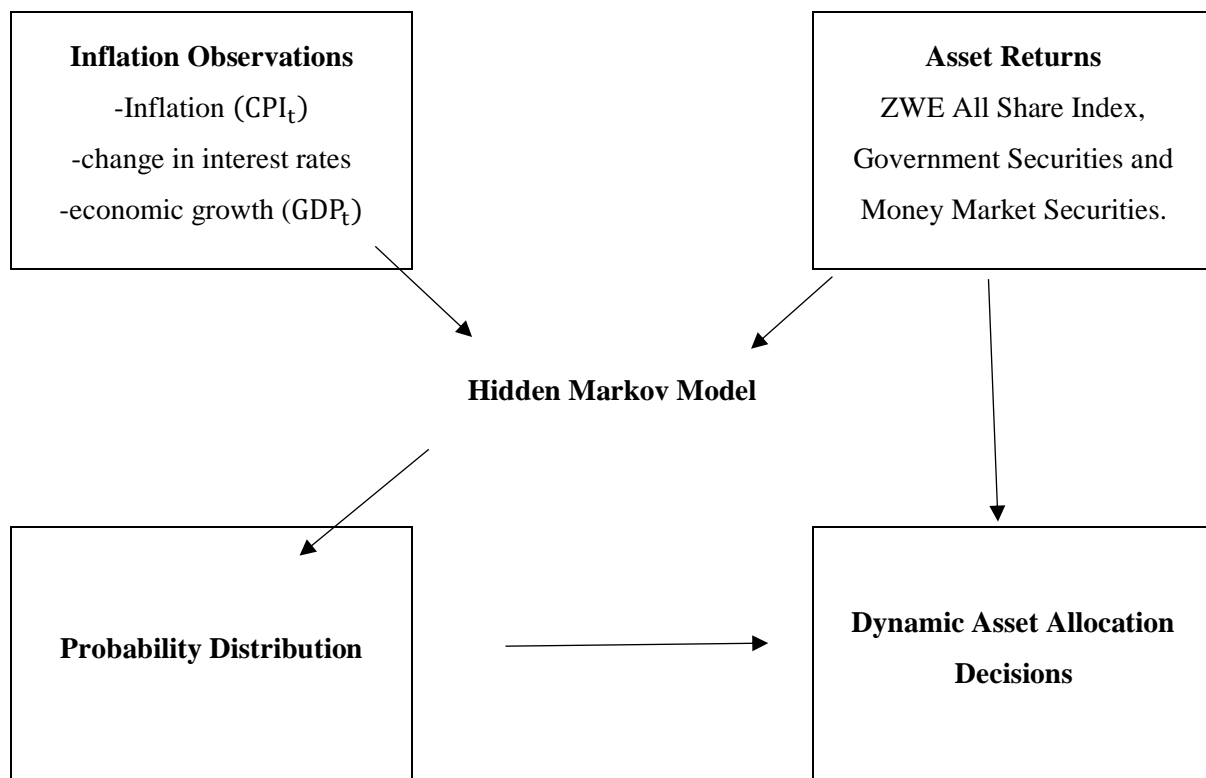 Inflation Observations
-Inflation (CPIₜ)
-change in interest rates
-economic growth (GDPₜ)
Asset Returns
ZWE All Share Index,
Government Securities and
Money Market Securities.
Hidden Markov Model
Probability Distribution
Dynamic Asset Allocation
Decisions